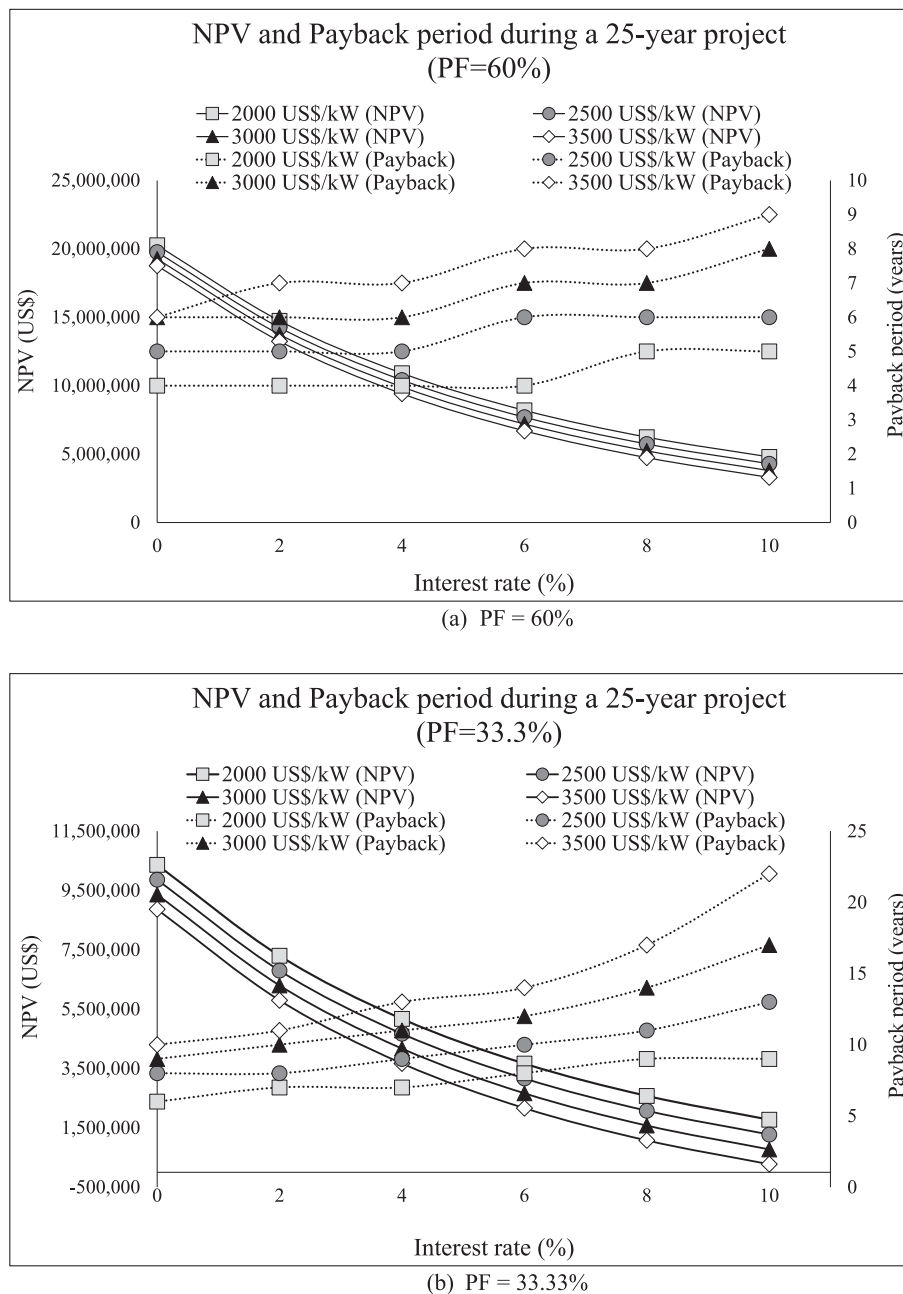 NPV and Payback period during a 25-year project
(PF=60%)
2000 US$/kW (NPV) 2500 US$/kW (NPV)
3000 US$/kW (NPV) 3500 US$/kW (NPV)
2000 US$/kW (Payback) 2500 US$/kW (Payback)
3000 US$/kW (Payback) 3500 US$/kW (Payback)
25,000,000
20,000,000
15,000,000
10,000,000
5,000,000
0
NPV (US$)
10
9
8
7
6
5
4
3
2
1
0
Payback period (years)
0 2 4 6 8 10
Interest rate (%)
(a) PF = 60%
NPV and Payback period during a 25-year project
(PF=33.3%)
2000 US$/kW (NPV) 2500 US$/kW (NPV)
3000 US$/kW (NPV) 3500 US$/kW (NPV)
2000 US$/kW (Payback) 2500 US$/kW (Payback)
3000 US$/kW (Payback) 3500 US$/kW (Payback)
11,500,000
9,500,000
7,500,000
5,500,000
3,500,000
1,500,000
-500,000
NPV (US$)
25
20
15
10
5
0
Payback period (years)
0 2 4 6 8 10
Interest rate (%)
(b) PF = 33.33%